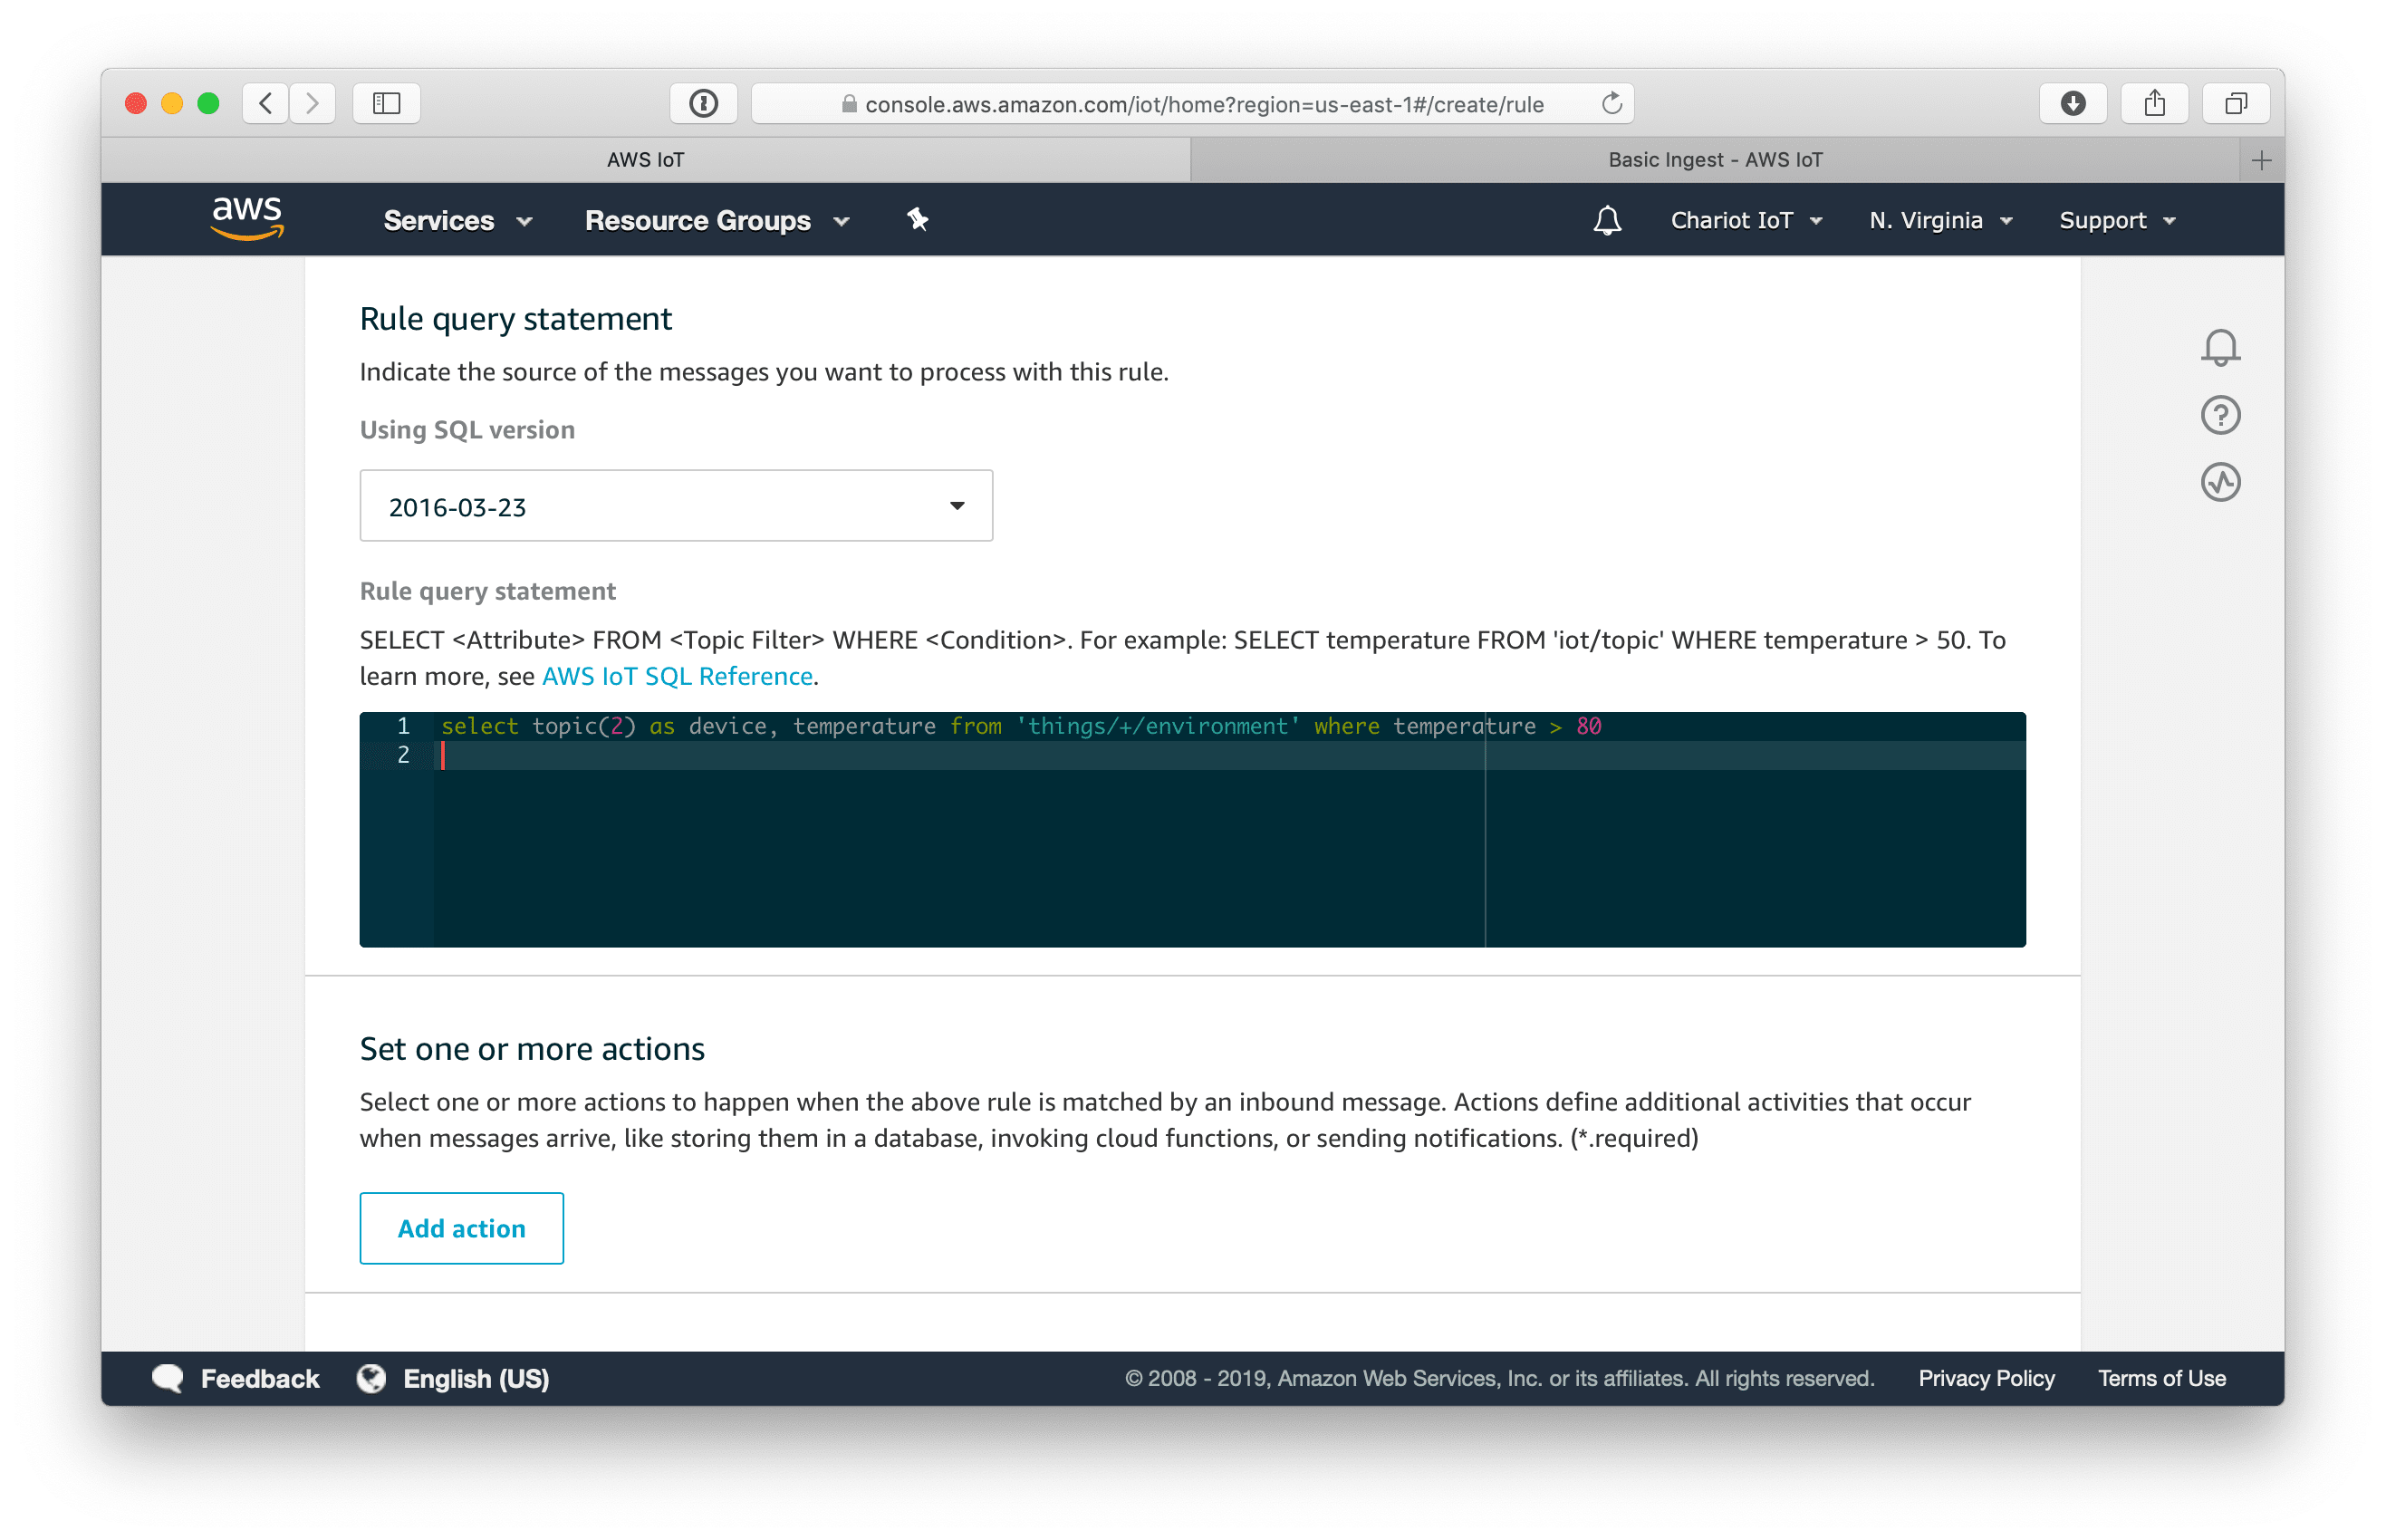 console.aws.amazon.com/iot/home?region=us-east-1#/create/rule
AWS IoT
Basic Ingest - AWS IoT
aws
Services
Resource Groups
Chariot IoT
N. Virginia
Support
Rule query statement
Indicate the source of the messages you want to process with this rule.
Using SQL version
2016-03-23
Rule query statement
SELECT <Attribute> FROM <Topic Filter> WHERE <Condition>. For example: SELECT temperature FROM 'iot/topic' WHERE temperature > 50. To
learn more, see AWS IoT SQL Reference.
1 select topic(2) as device, temperature from 'things/+/environment' where temperature > 80
2
Set one or more actions
Select one or more actions to happen when the above rule is matched by an inbound message. Actions define additional activities that occur
when messages arrive, like storing them in a database, invoking cloud functions, or sending notifications. (*.required)
Add action
Feedback
English (US)
© 2008 - 2019, Amazon Web Services, Inc. or its affiliates. All rights reserved.
Privacy Policy
Terms of Use